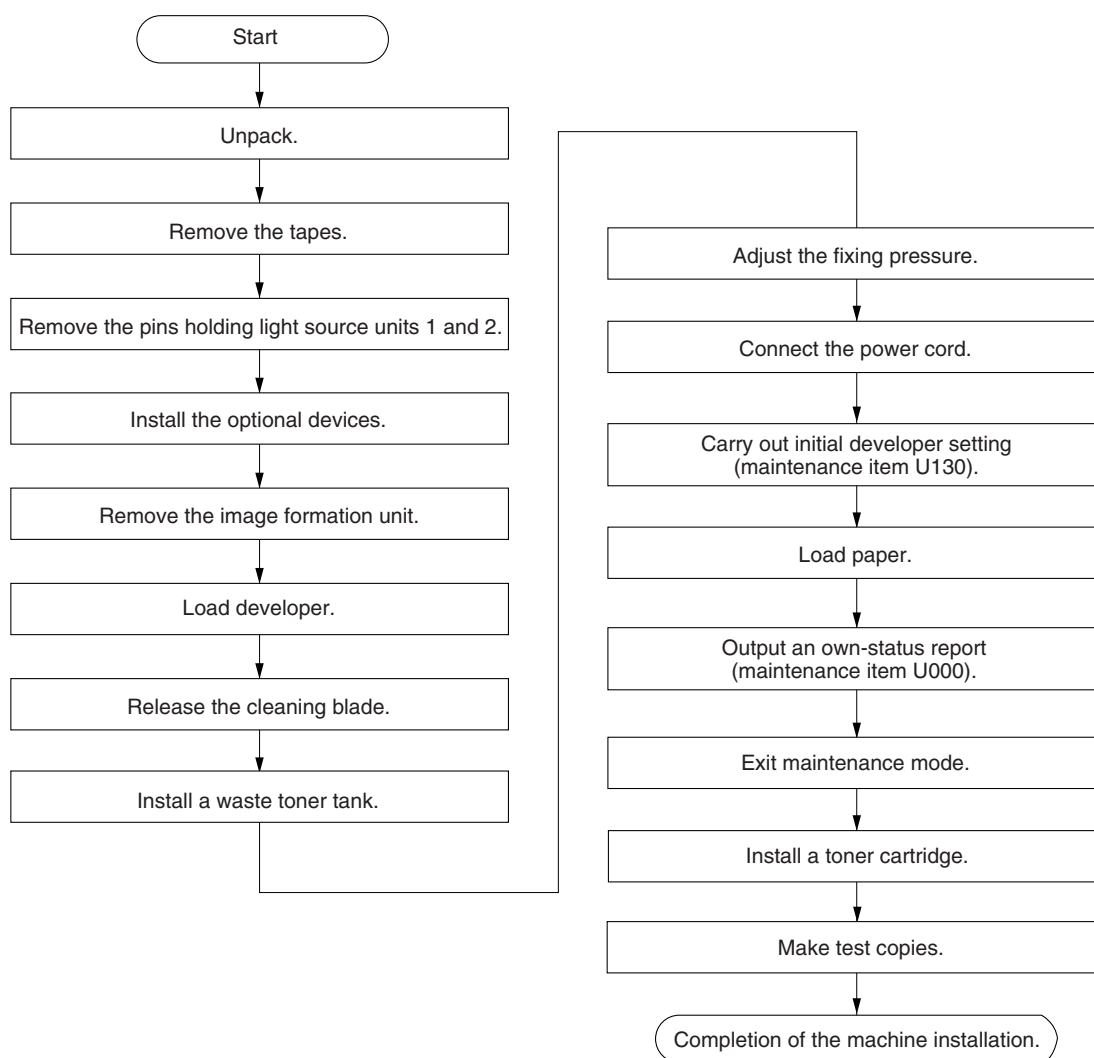 Start
Unpack.
Remove the tapes.
Remove the pins holding light source units 1 and 2.
Install the optional devices.
Remove the image formation unit.
Load developer.
Release the cleaning blade.
Install a waste toner tank.
Adjust the fixing pressure.
Connect the power cord.
Carry out initial developer setting
(maintenance item U130).
Load paper.
Output an own-status report
(maintenance item U000).
Exit maintenance mode.
Install a toner cartridge.
Make test copies.
Completion of the machine installation.